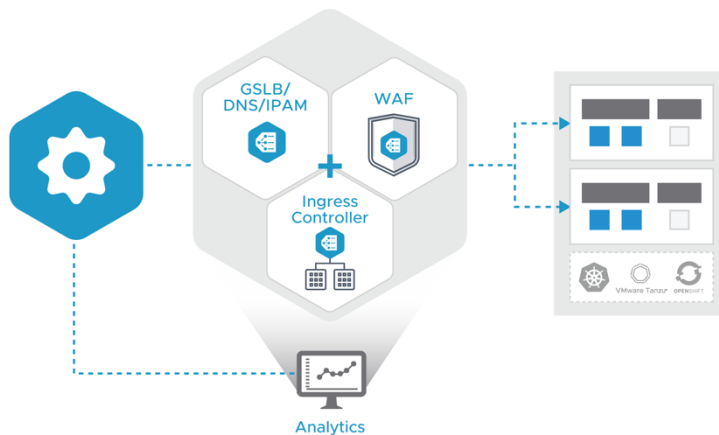 GSLB/
DNS/IPAM
WAF
Ingress
Controller
VMware Tanzu
OPENSHIFT
Analytics